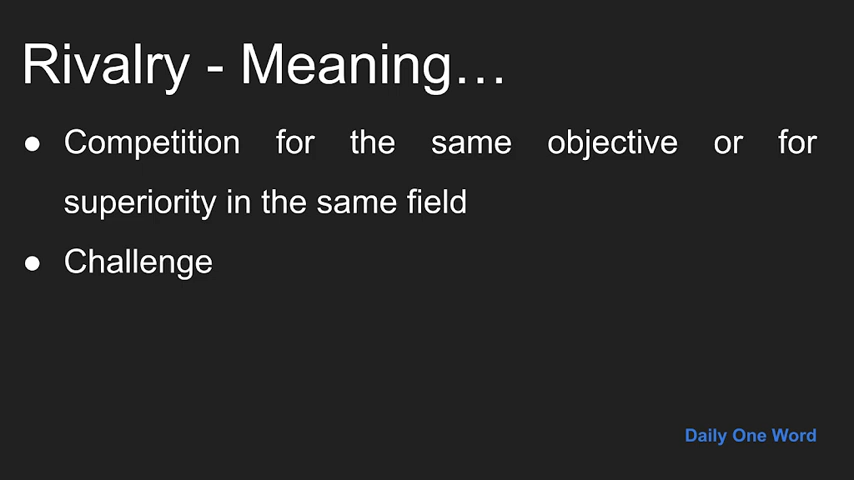 Rivalry - Meaning…
● Competition for the same objective or for
superiority in the same field
● Challenge
Daily One Word